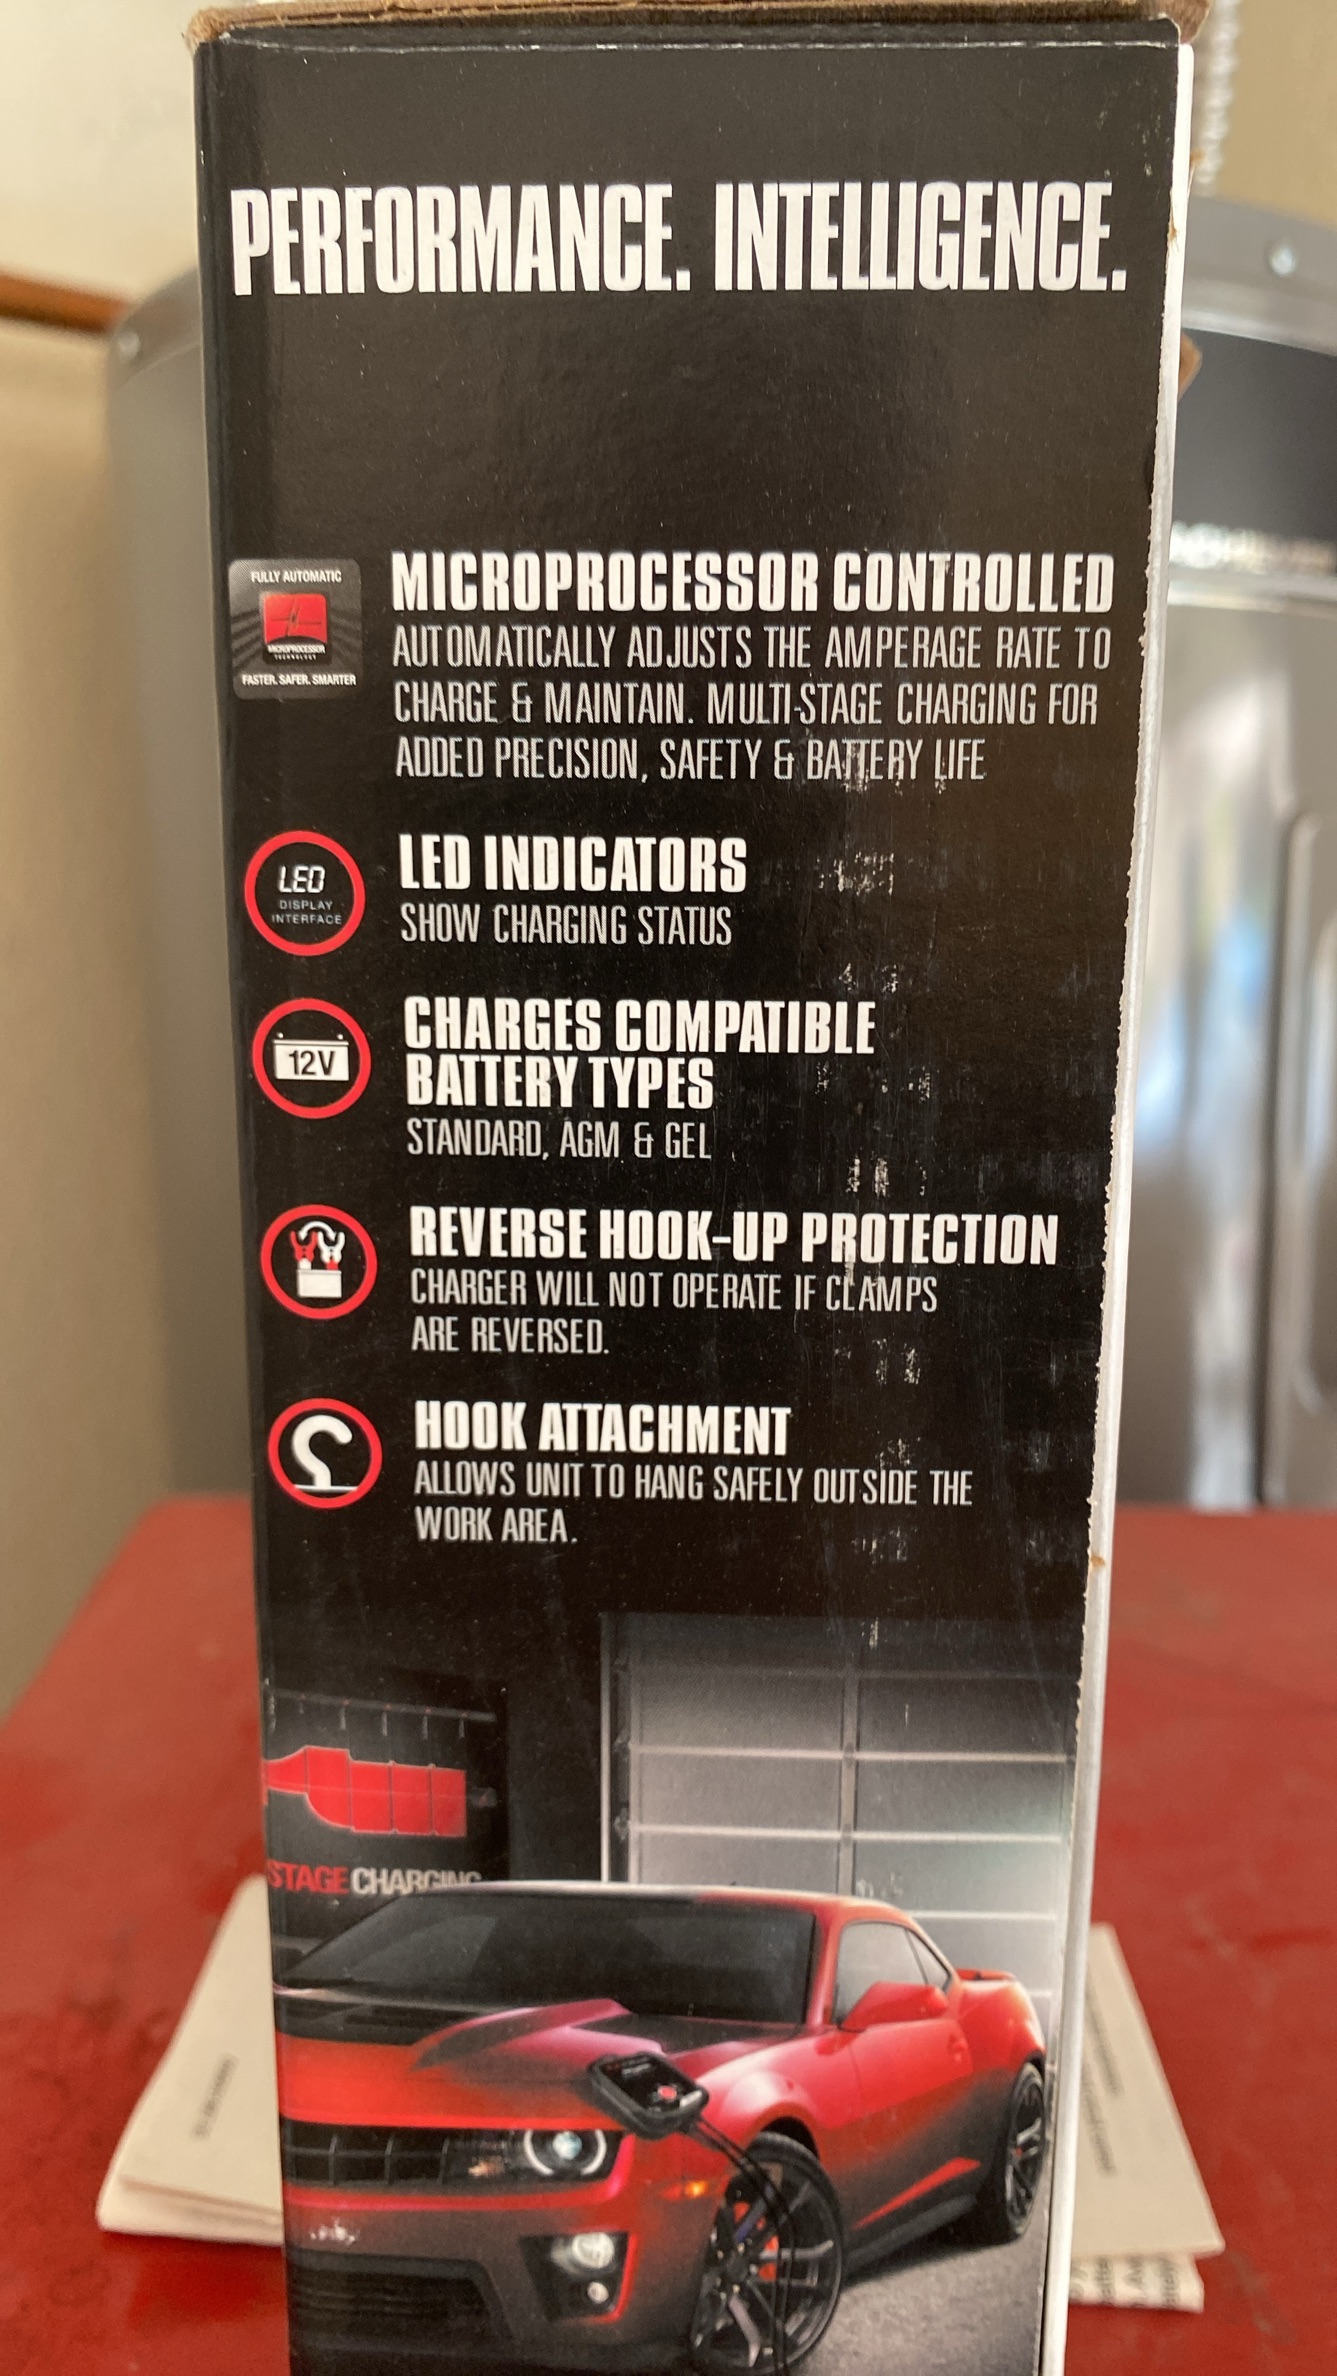 PERFORMANCE. INTELLIGENCE.
FULLY AUTOMATIC
MICROPROCESSOR
TECHNOLOGY
FASTER. SAFER. SMARTER
MICROPROCESSOR CONTROLLED
AUTOMATICALLY ADJUSTS THE AMPERAGE RATE TO
CHARGE & MAINTAIN. MULTI-STAGE CHARGING FOR
ADDED PRECISION, SAFETY & BATTERY LIFE
LED
DISPLAY
INTERFACE
LED INDICATORS
SHOW CHARGING STATUS
12V
CHARGES COMPATIBLE
BATTERY TYPES
STANDARD, AGM & GEL
REVERSE HOOK-UP PROTECTION
CHARGER WILL NOT OPERATE IF CLAMPS
ARE REVERSED.
HOOK ATTACHMENT
ALLOWS UNIT TO HANG SAFELY OUTSIDE THE
WORK AREA.
STAGE CHARGING